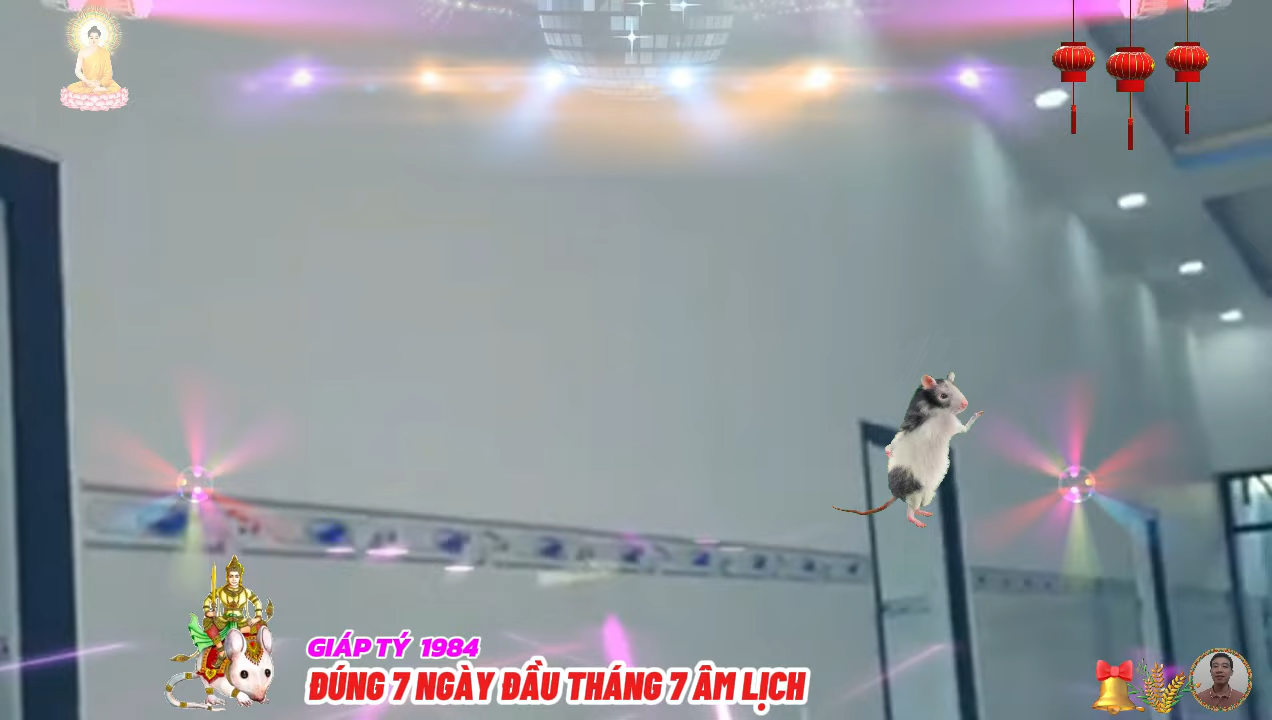 GIÁP TÝ 1984
ĐÚNG 7 NGÀY ĐẦU THÁNG 7 ÂM LỊCH